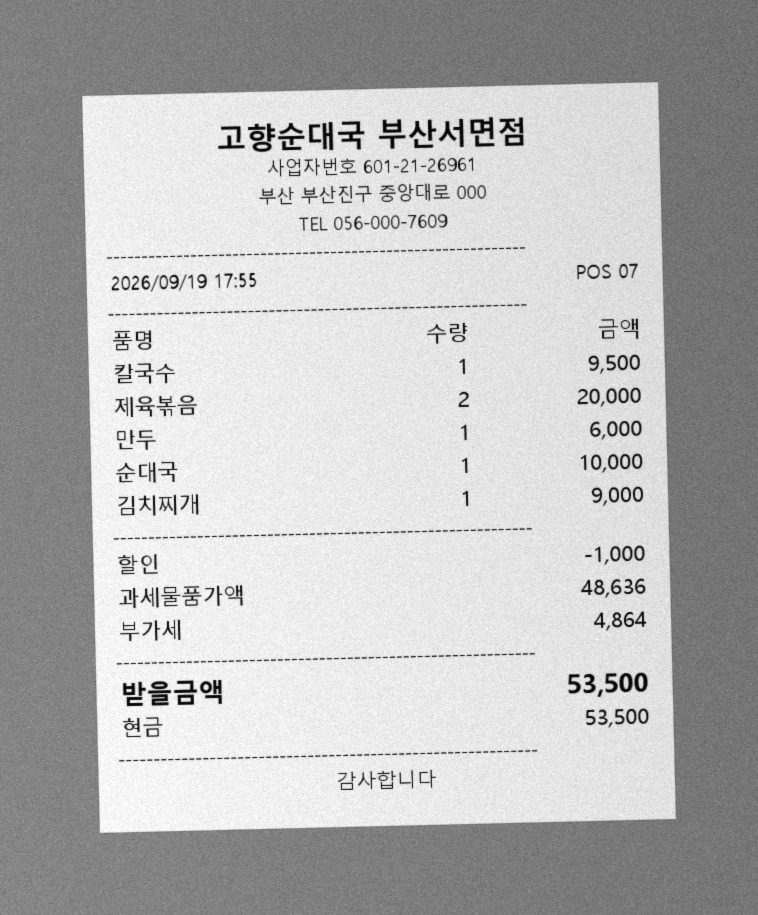 고향순대국 부산서면점
사업자번호 601-21-26961
부산 부산진구 중앙대로 000
TEL 056-000-7609
2026/09/19 17:55 POS 07
품명 수량 금액
칼국수 1 9,500
제육볶음 2 20,000
만두 1 6,000
순대국 1 10,000
김치찌개 1 9,000
할인 -1,000
과세물품가액 48,636
부가세 4,864
받을금액 53,500
현금 53,500
감사합니다